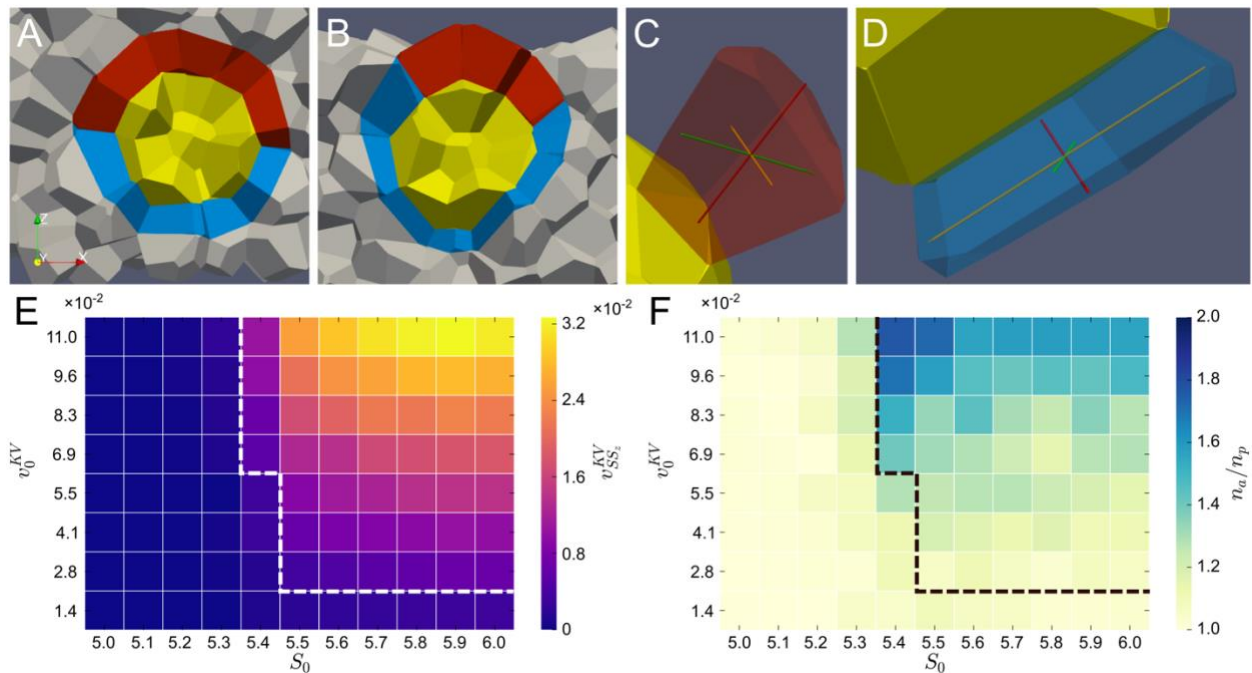 A
B
C
D
Z
Y
X
E
×10⁻²
×10⁻²
11.0
9.6
8.3
6.9
5.5
4.1
2.8
1.4
v₀ᴷⱽ
5.0 5.1 5.2 5.3 5.4 5.5 5.6 5.7 5.8 5.9 6.0
S₀
3.2
2.4
1.6
0.8
0
v_{SS_z}^{KV}
F
×10⁻²
11.0
9.6
8.3
6.9
5.5
4.1
2.8
1.4
v₀ᴷⱽ
5.0 5.1 5.2 5.3 5.4 5.5 5.6 5.7 5.8 5.9 6.0
S₀
2.0
1.8
1.6
1.4
1.2
1.0
n_a/n_p